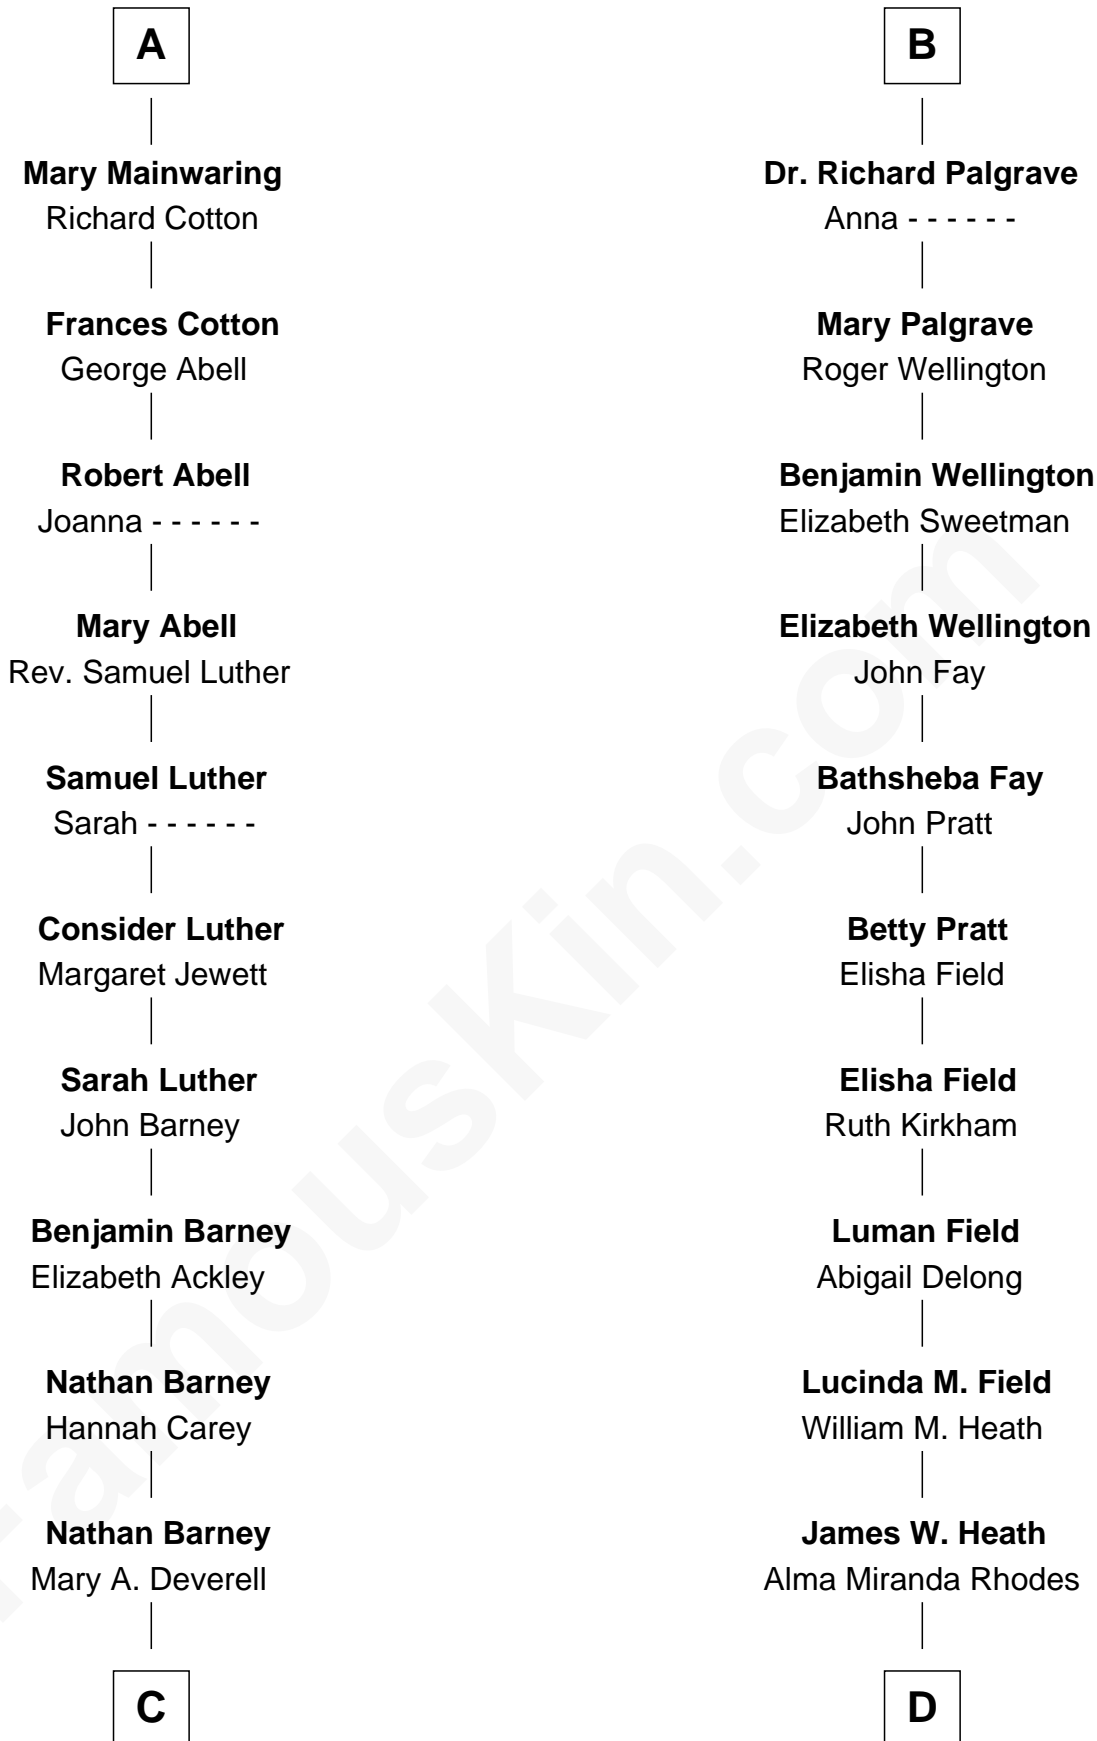 A
Mary Mainwaring
Richard Cotton
Frances Cotton
George Abell
Robert Abell
Joanna - - - - - -
Mary Abell
Rev. Samuel Luther
Samuel Luther
Sarah - - - - - -
Consider Luther
Margaret Jewett
Sarah Luther
John Barney
Benjamin Barney
Elizabeth Ackley
Nathan Barney
Hannah Carey
Nathan Barney
Mary A. Deverell
C
B
Dr. Richard Palgrave
Anna - - - - - -
Mary Palgrave
Roger Wellington
Benjamin Wellington
Elizabeth Sweetman
Elizabeth Wellington
John Fay
Bathsheba Fay
John Pratt
Betty Pratt
Elisha Field
Elisha Field
Ruth Kirkham
Luman Field
Abigail Delong
Lucinda M. Field
William M. Heath
James W. Heath
Alma Miranda Rhodes
D
FamousKin.com